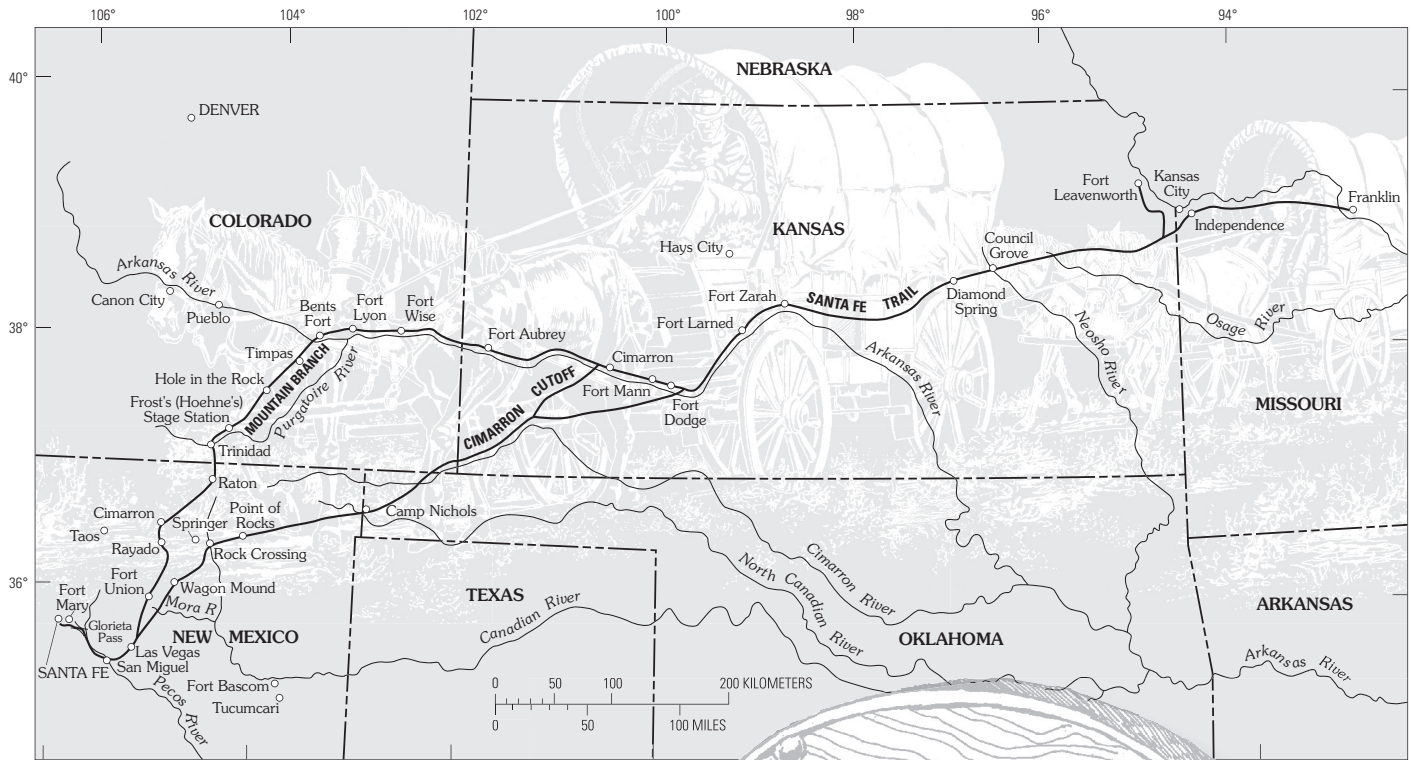 106°
104°
102°
100°
98°
96°
94°
40°
38°
36°
NEBRASKA
DENVER
COLORADO
KANSAS
Hays City
Fort
Leavenworth
Kansas
City
Independence
Franklin
Council
Grove
Diamond
Spring
SANTA FE TRAIL
Fort Zarah
Fort Larned
Arkansas River
Neosho River
Osage River
MISSOURI
Arkansas River
Canon City
Pueblo
Bents
Fort
Fort
Lyon
Fort
Wise
Fort Aubrey
Cimarron
Fort Mann
Fort
Dodge
CIMARRON CUTOFF
Timpas
Hole in the Rock
Frost's (Hoehne's)
Stage Station
MOUNTAIN BRANCH
Purgatoire River
Trinidad
Raton
Cimarron
Springer
Point of
Rocks
Camp Nichols
Taos
Rayado
Rock Crossing
Fort
Union
Wagon Mound
Fort
Mary
Mora R
Glorieta
Pass
NEW MEXICO
Las Vegas
San Miguel
SANTA FE
Pecos River
Fort Bascom
Tucumcari
TEXAS
Canadian River
North Canadian River
Cimarron River
OKLAHOMA
ARKANSAS
Arkansas River
0 50 100 200 KILOMETERS
0 50 100 MILES